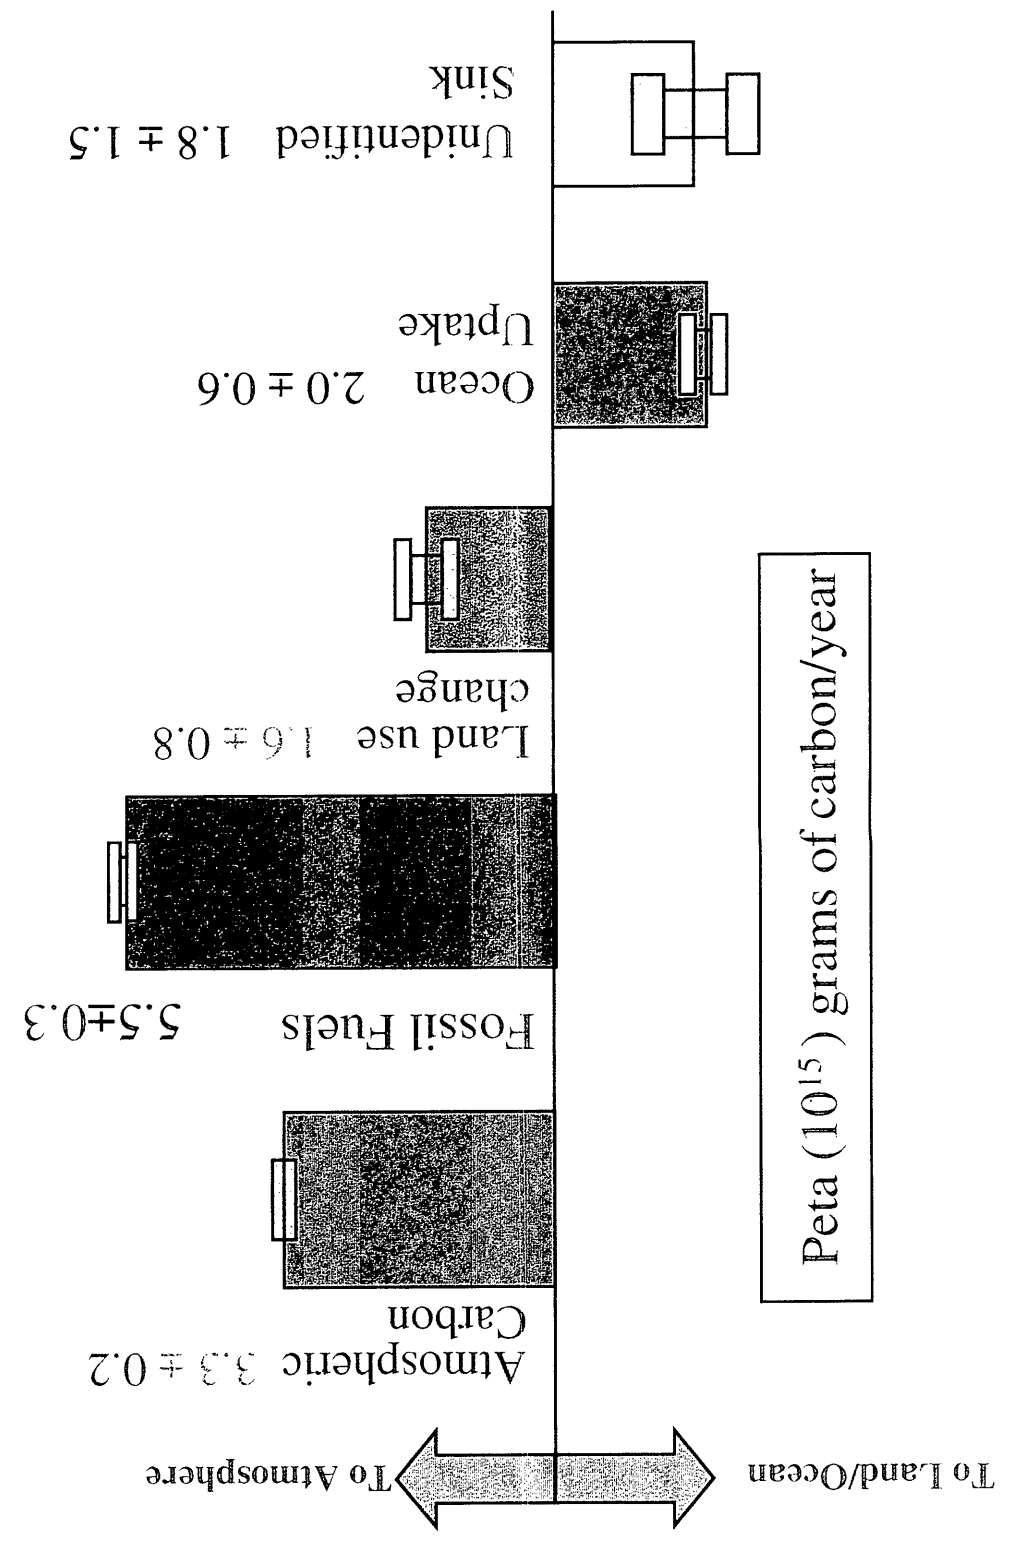 To Land/Ocean
To Atmosphere
Atmospheric 3.3 ± 0.2
Carbon
Fossil Fuels 5.5±0.3
Land use 1.6 ± 0.8
change
Ocean 2.0 ± 0.6
Uptake
Unidentified 1.8 ± 1.5
Sink
Peta (10¹⁵) grams of carbon/year